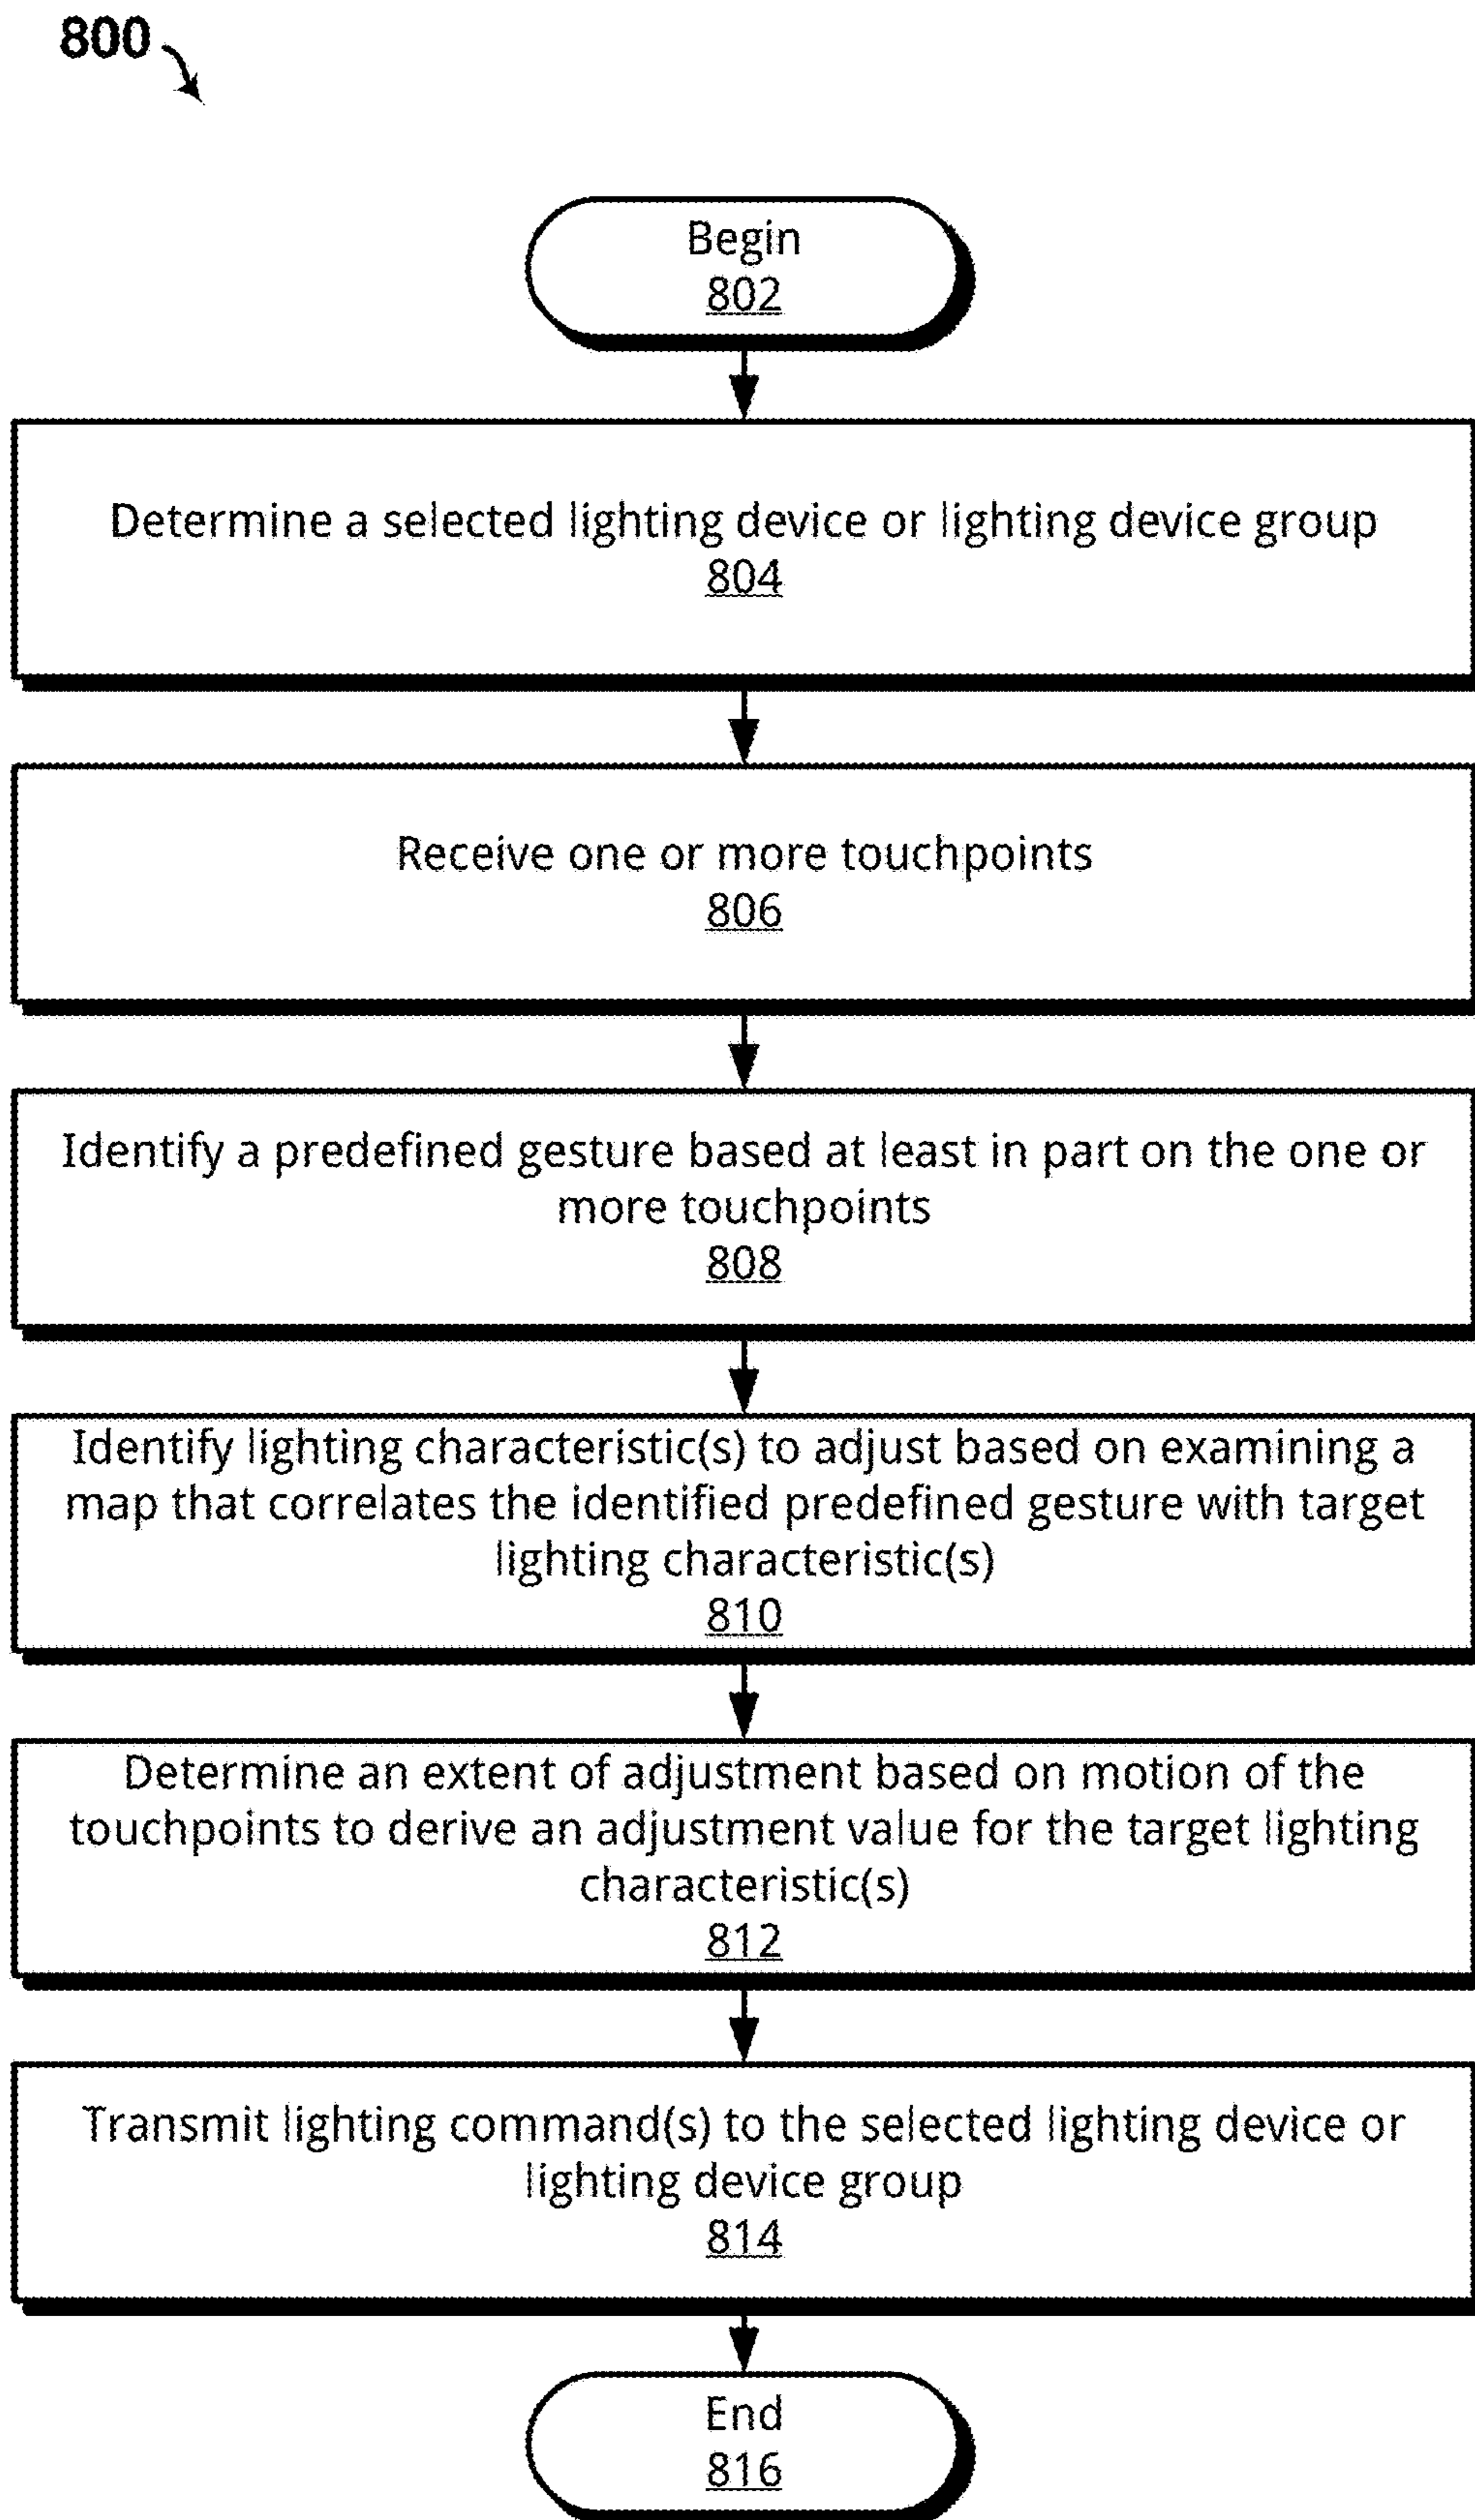 800
Begin
802
Determine a selected lighting device or lighting device group
804
Receive one or more touchpoints
806
Identify a predefined gesture based at least in part on the one or
more touchpoints
808
Identify lighting characteristic(s) to adjust based on examining a
map that correlates the identified predefined gesture with target
lighting characteristic(s)
810
Determine an extent of adjustment based on motion of the
touchpoints to derive an adjustment value for the target lighting
characteristic(s)
812
Transmit lighting command(s) to the selected lighting device or
lighting device group
814
End
816